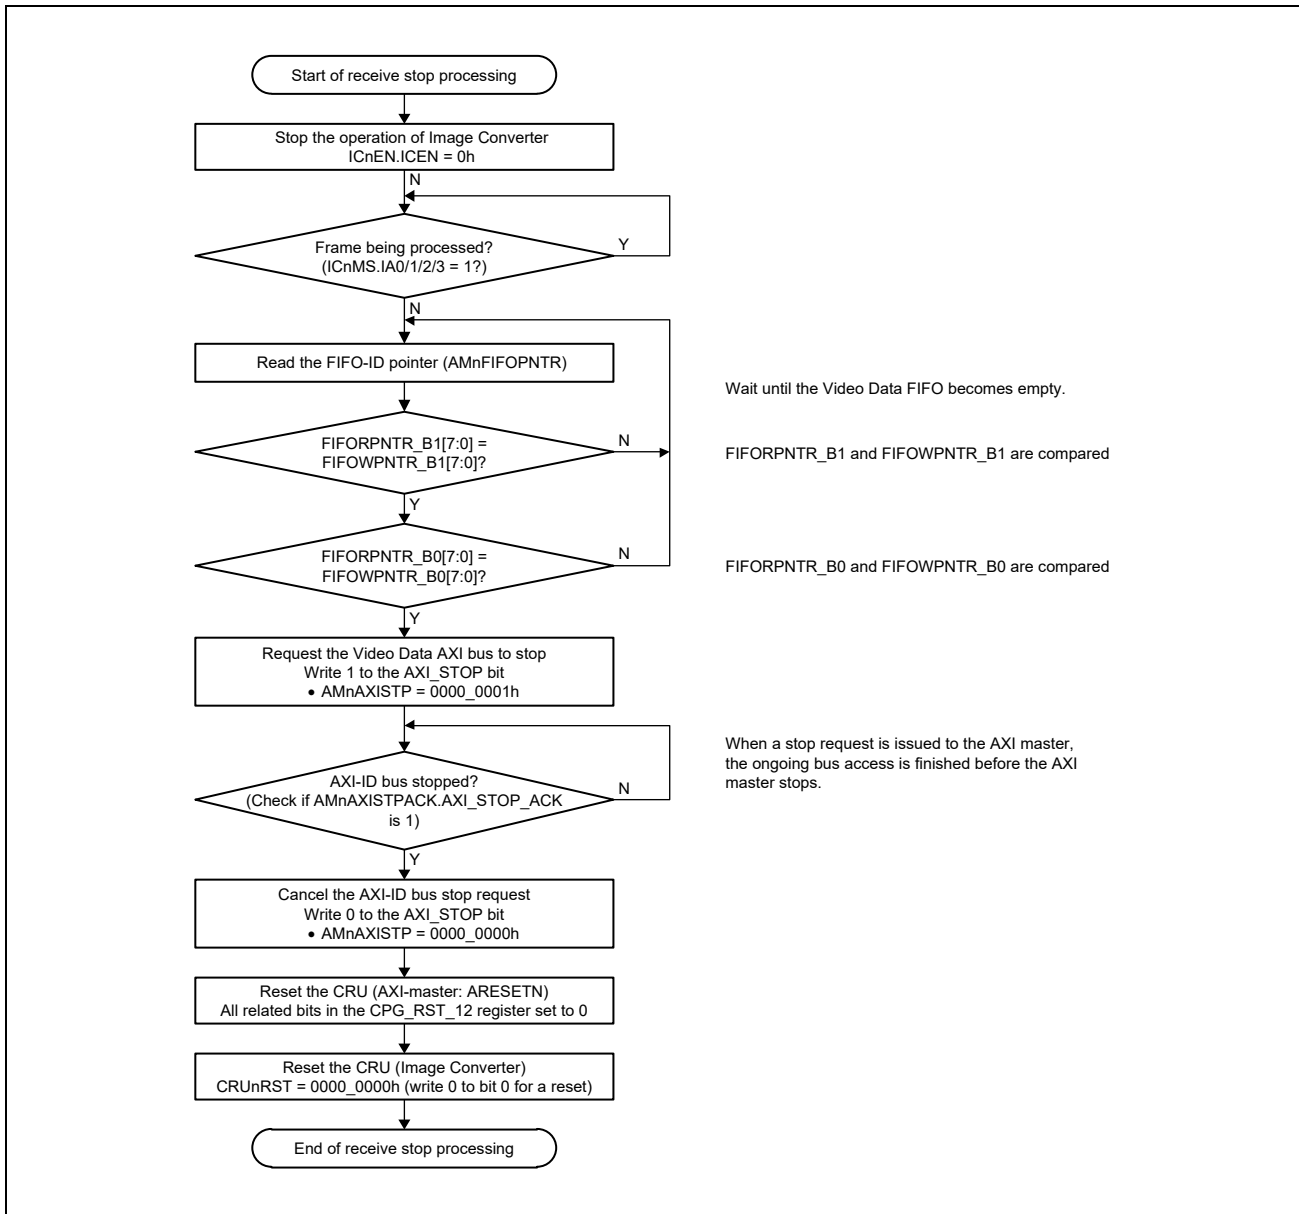 Start of receive stop processing
Stop the operation of Image Converter
ICnEN.ICEN = 0h
N
Frame being processed?
(ICnMS.IA0/1/2/3 = 1?)
Y
N
Read the FIFO-ID pointer (AMnFIFOPNTR)
Wait until the Video Data FIFO becomes empty.
FIFORPNTR_B1[7:0] =
FIFOWPNTR_B1[7:0]?
N
FIFORPNTR_B1 and FIFOWPNTR_B1 are compared
Y
FIFORPNTR_B0[7:0] =
FIFOWPNTR_B0[7:0]?
N
FIFORPNTR_B0 and FIFOWPNTR_B0 are compared
Y
Request the Video Data AXI bus to stop
Write 1 to the AXI_STOP bit
• AMnAXISTP = 0000_0001h
When a stop request is issued to the AXI master,
the ongoing bus access is finished before the AXI
master stops.
AXI-ID bus stopped?
(Check if AMnAXISTPACK.AXI_STOP_ACK
is 1)
N
Y
Cancel the AXI-ID bus stop request
Write 0 to the AXI_STOP bit
• AMnAXISTP = 0000_0000h
Reset the CRU (AXI-master: ARESETN)
All related bits in the CPG_RST_12 register set to 0
Reset the CRU (Image Converter)
CRUnRST = 0000_0000h (write 0 to bit 0 for a reset)
End of receive stop processing